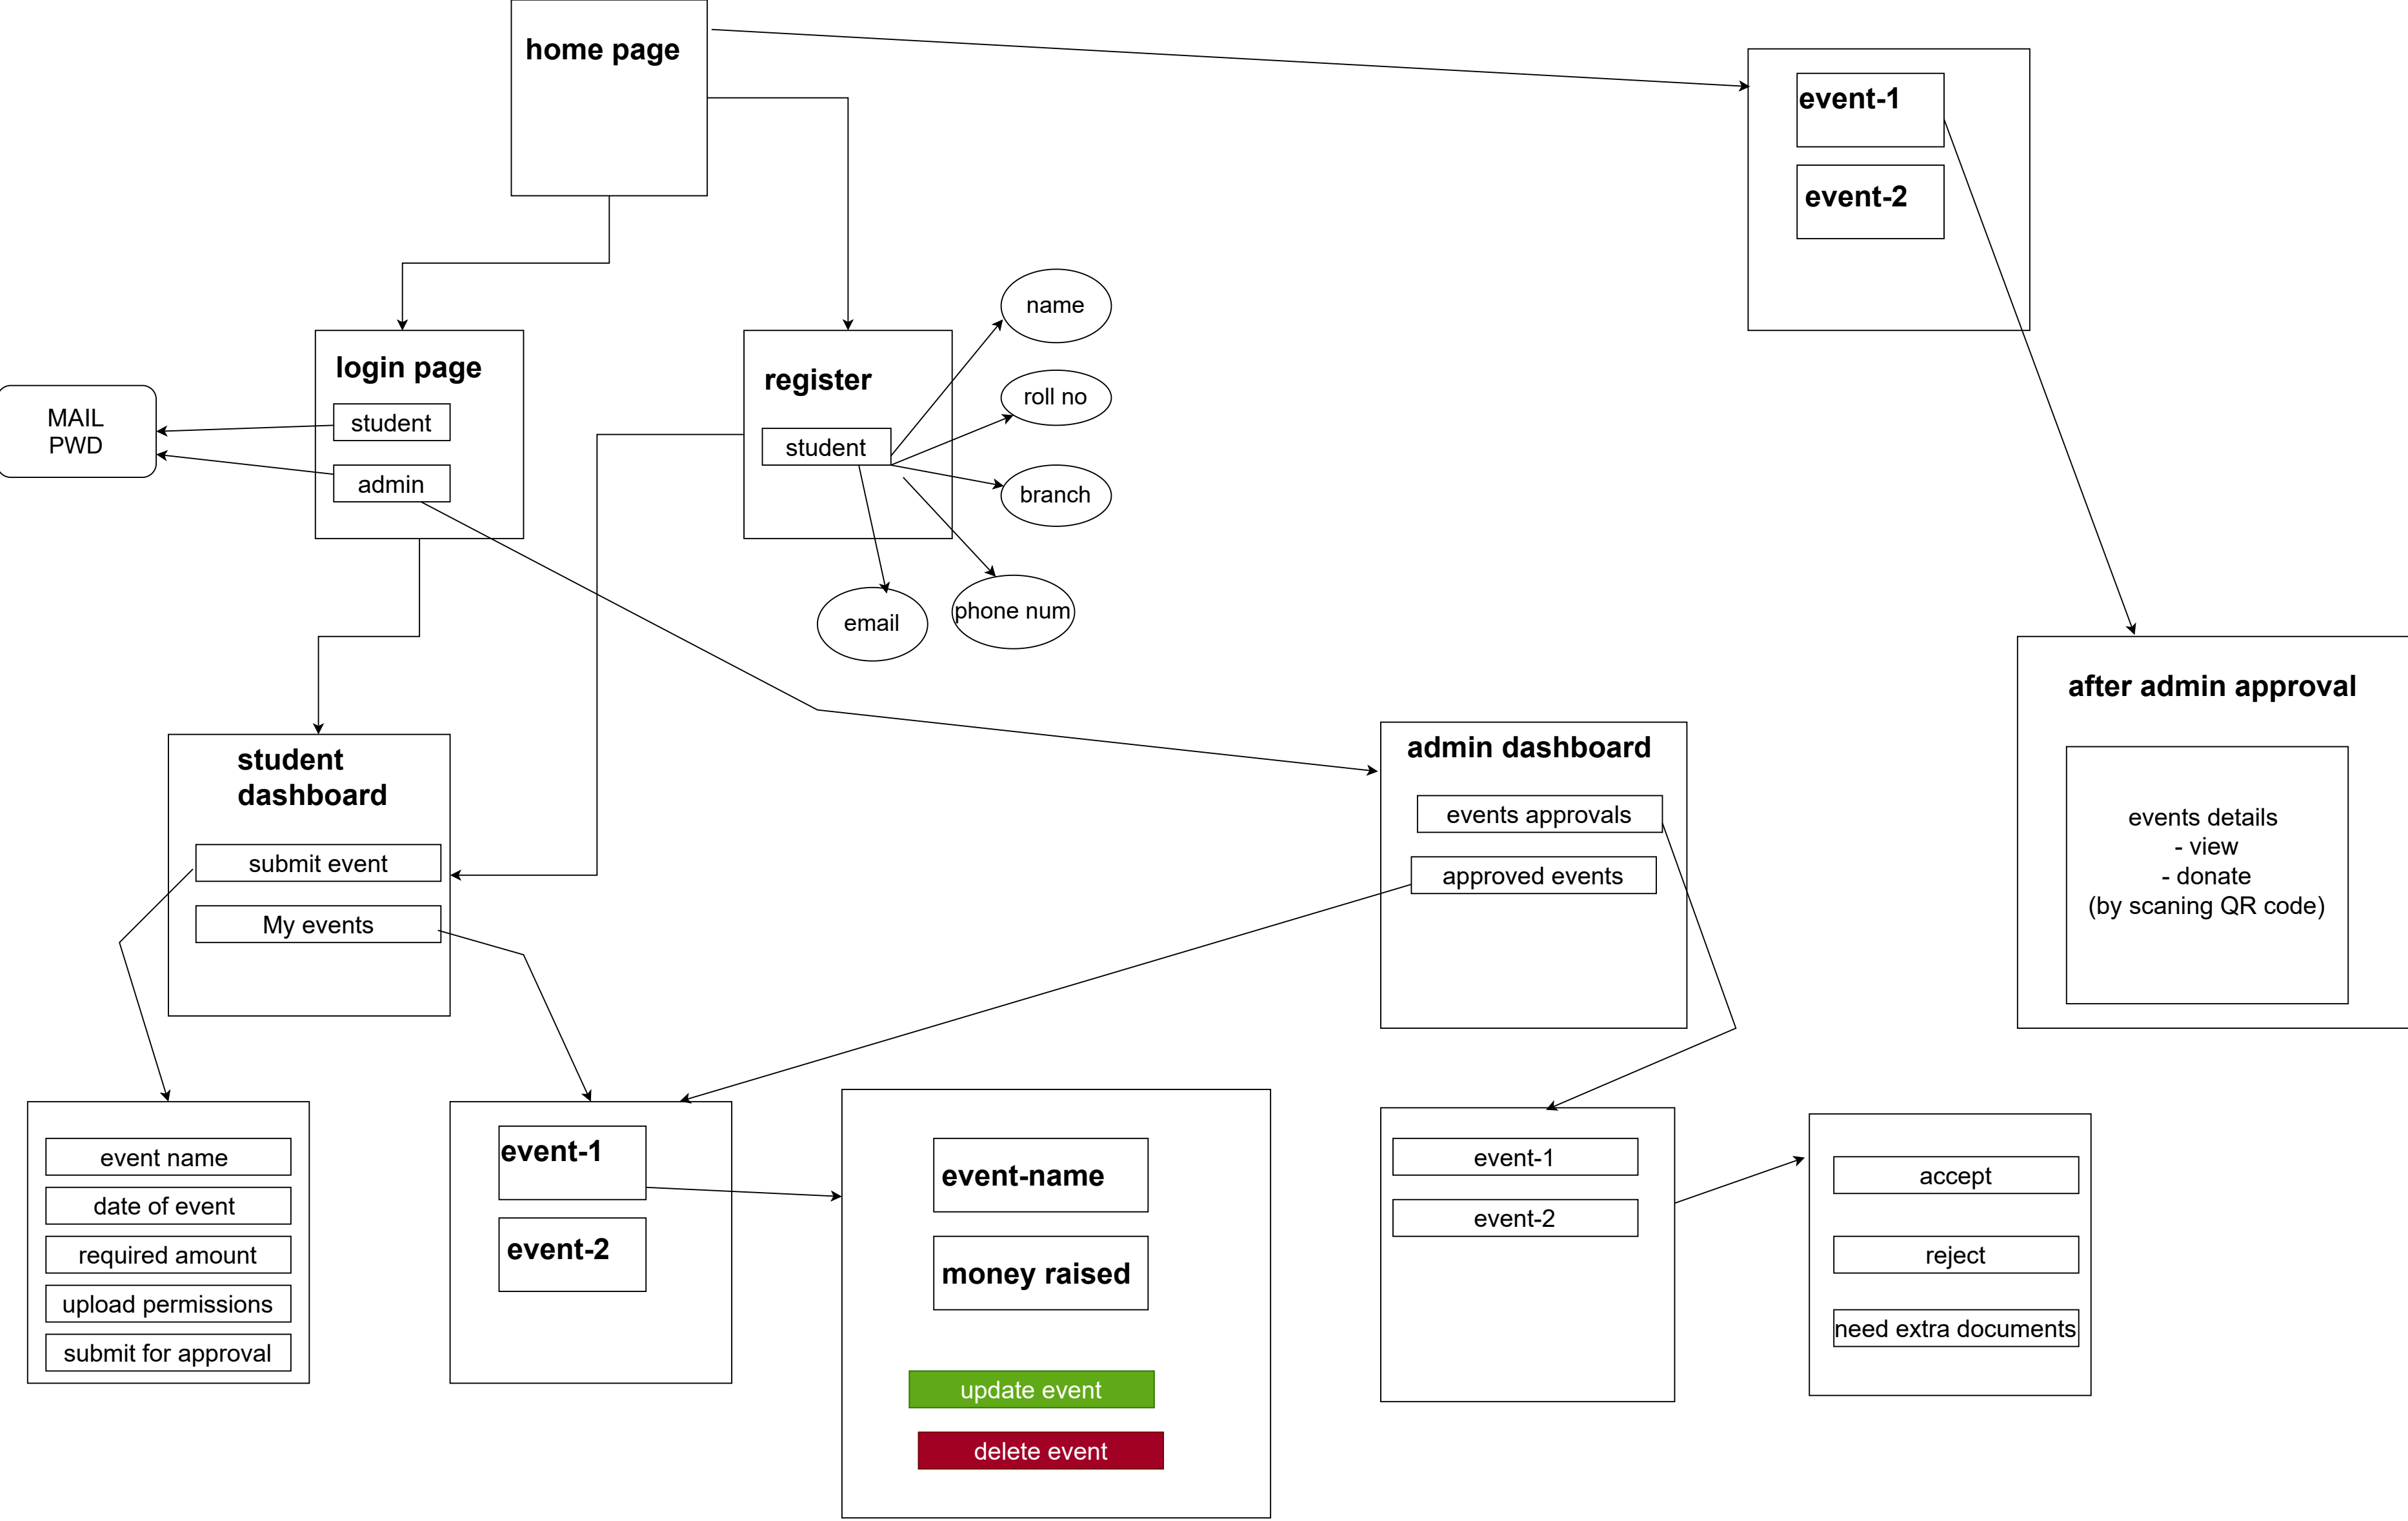 home page
event-1
event-2
name
login page
register
roll no
MAIL
PWD
student
student
admin
branch
email
phone num
after admin approval
student
dashboard
admin dashboard
events approvals
events details
- view
- donate
(by scaning QR code)
submit event
approved events
My events
event name
date of event
required amount
upload permissions
submit for approval
event-1
event-2
event-name
money raised
update event
delete event
event-1
event-2
accept
reject
need extra documents